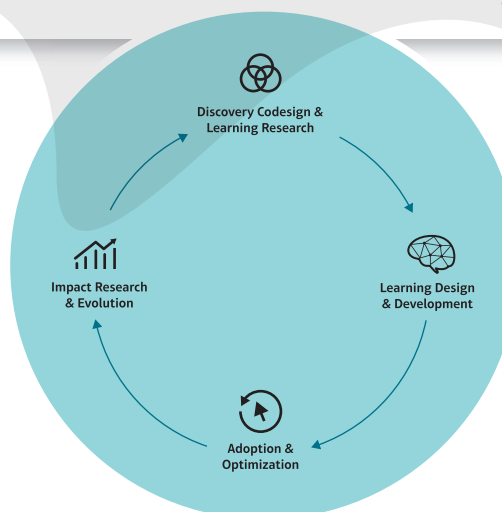 Discovery Codesign &
Learning Research
Learning Design
& Development
Adoption &
Optimization
Impact Research
& Evolution